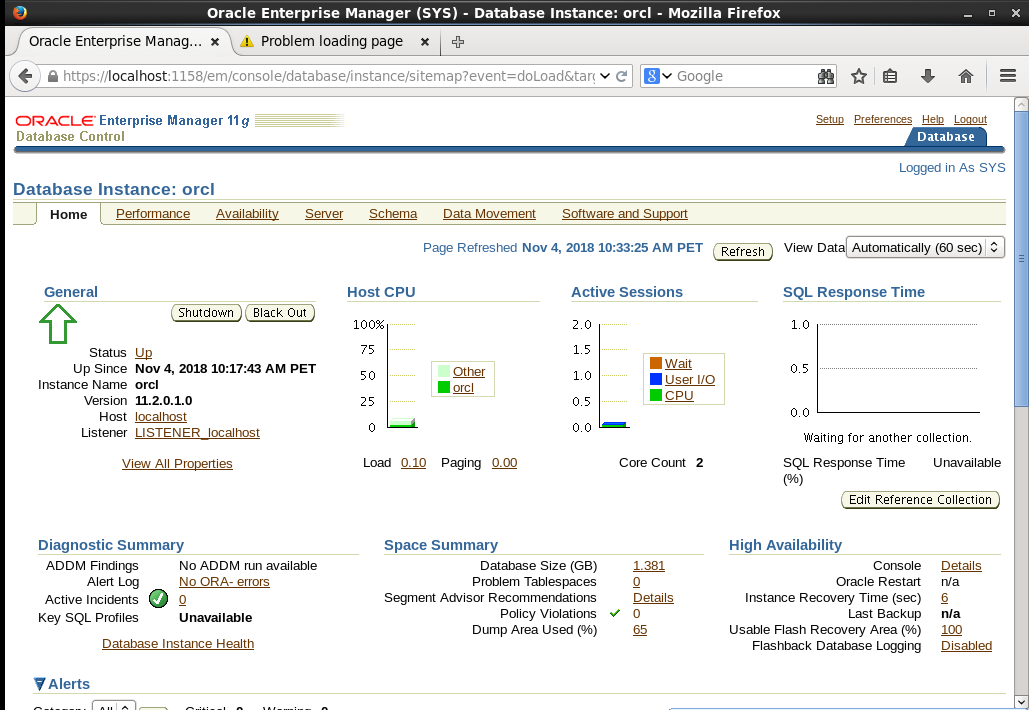 Oracle Enterprise Manager (SYS) - Database Instance: orcl - Mozilla Firefox
Oracle Enterprise Manag... × Problem loading page ×
https://localhost:1158/em/console/database/instance/sitemap?event=doLoad&tar Google
ORACLE Enterprise Manager 11g
Database Control
Setup Preferences Help Logout
Database
Logged in As SYS
Database Instance: orcl
Home Performance Availability Server Schema Data Movement Software and Support
Page Refreshed Nov 4, 2018 10:33:25 AM PET Refresh View Data Automatically (60 sec)
General
Shutdown Black Out
Status Up
Up Since Nov 4, 2018 10:17:43 AM PET
Instance Name orcl
Version 11.2.0.1.0
Host localhost
Listener LISTENER_localhost
View All Properties
Host CPU
100%
75
50
25
0
Other
orcl
Load 0.10 Paging 0.00
Active Sessions
2.0
1.5
1.0
0.5
0.0
Wait
User I/O
CPU
Core Count 2
SQL Response Time
1.0
0.5
0.0
Waiting for another collection.
SQL Response Time Unavailable
(%)
Edit Reference Collection
Diagnostic Summary
ADDM Findings No ADDM run available
Alert Log No ORA- errors
Active Incidents 0
Key SQL Profiles Unavailable
Database Instance Health
Space Summary
Database Size (GB) 1.381
Problem Tablespaces 0
Segment Advisor Recommendations Details
Policy Violations 0
Dump Area Used (%) 65
High Availability
Console Details
Oracle Restart n/a
Instance Recovery Time (sec) 6
Last Backup n/a
Usable Flash Recovery Area (%) 100
Flashback Database Logging Disabled
Alerts
Category All Critical 0 Warning 0